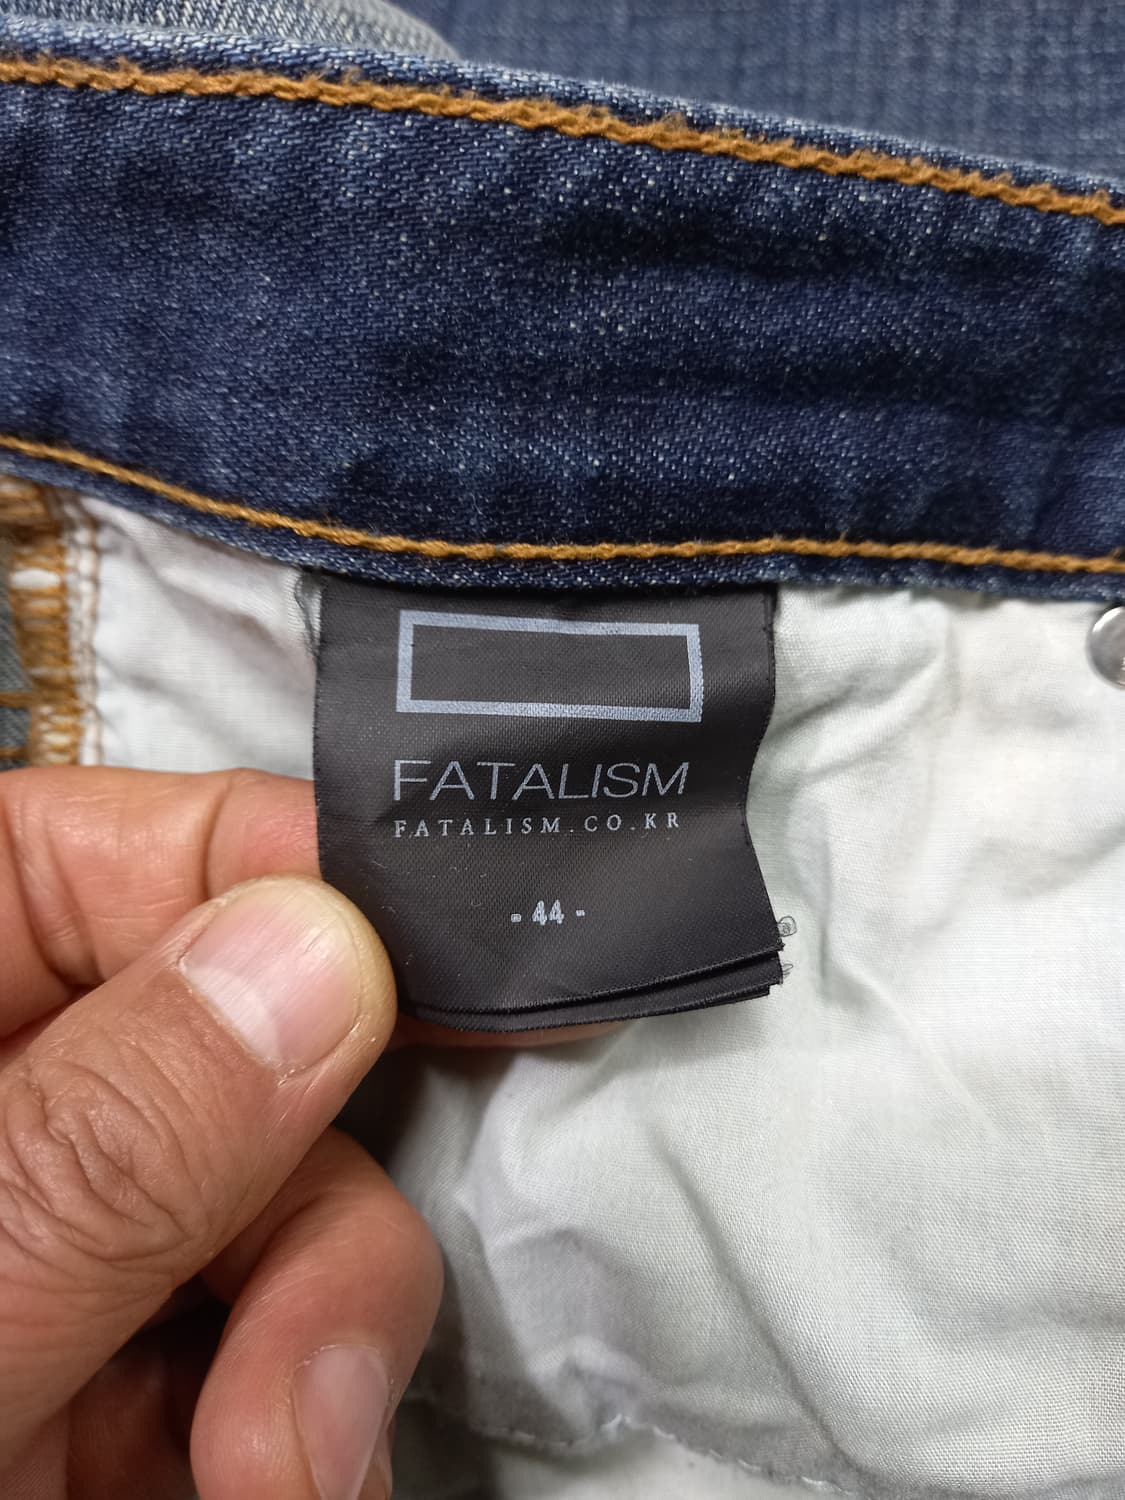 FATALISM
FATALISM.CO.KR
- 44 -